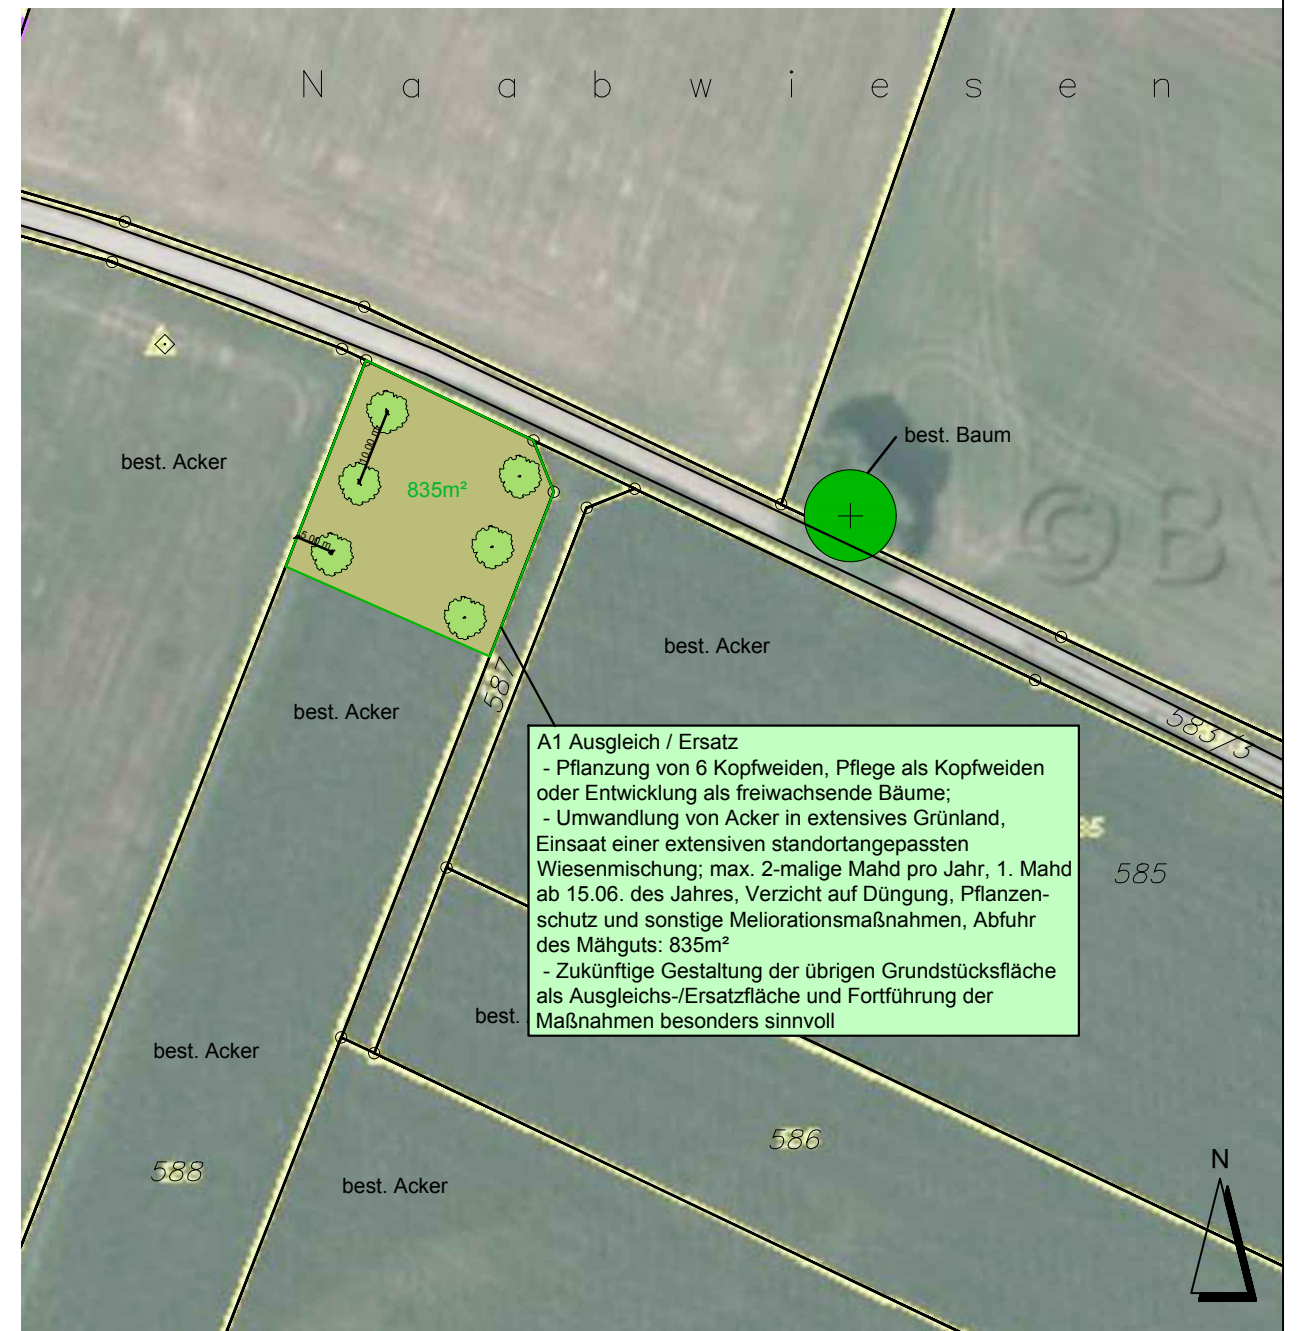 N a a b w i e s e n
best. Baum
©B
best. Acker
10.00 m
835m²
5.00 m
best. Acker
587
best. Acker
583/3
A1 Ausgleich / Ersatz
- Pflanzung von 6 Kopfweiden, Pflege als Kopfweiden
oder Entwicklung als freiwachsende Bäume;
- Umwandlung von Acker in extensives Grünland,
Einsaat einer extensiven standortangepassten
Wiesenmischung; max. 2-malige Mahd pro Jahr, 1. Mahd
ab 15.06. des Jahres, Verzicht auf Düngung, Pflanzen-
schutz und sonstige Meliorationsmaßnahmen, Abfuhr
des Mähguts: 835m²
- Zukünftige Gestaltung der übrigen Grundstücksfläche
als Ausgleichs-/Ersatzfläche und Fortführung der
Maßnahmen besonders sinnvoll
585
best.
best. Acker
586
588
best. Acker
N